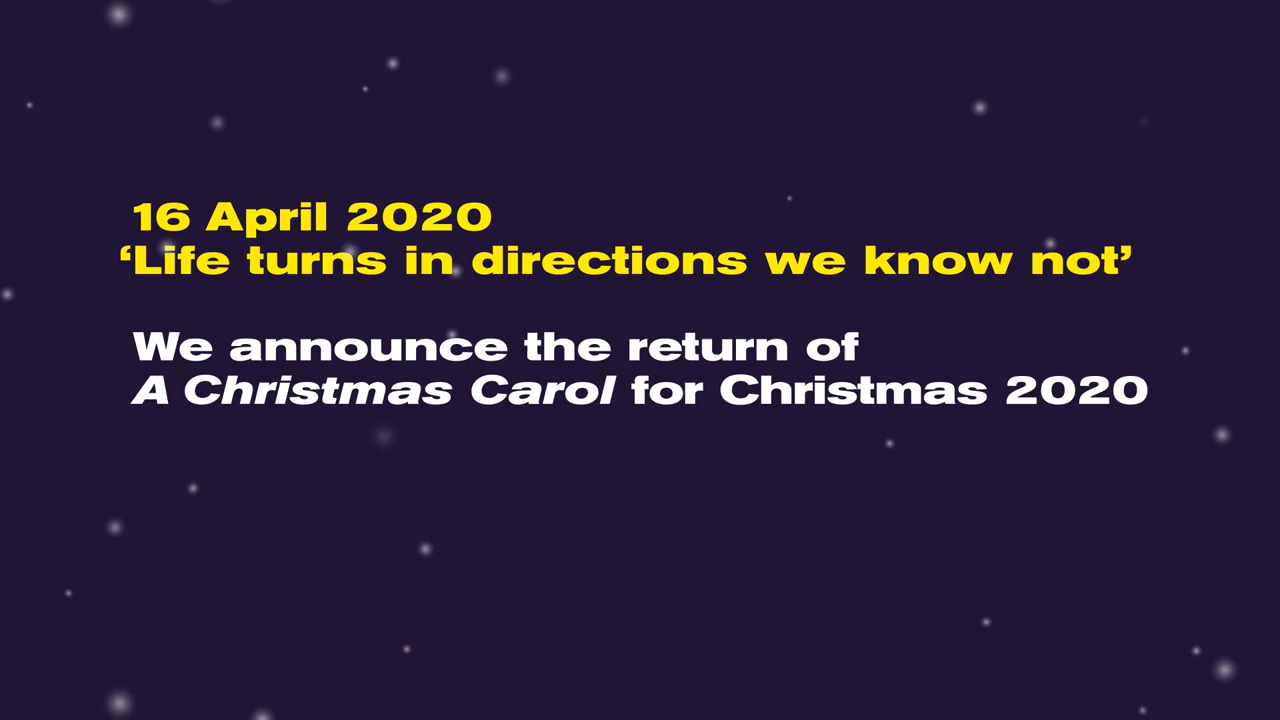 16 April 2020
‘Life turns in directions we know not’
We announce the return of
A Christmas Carol for Christmas 2020